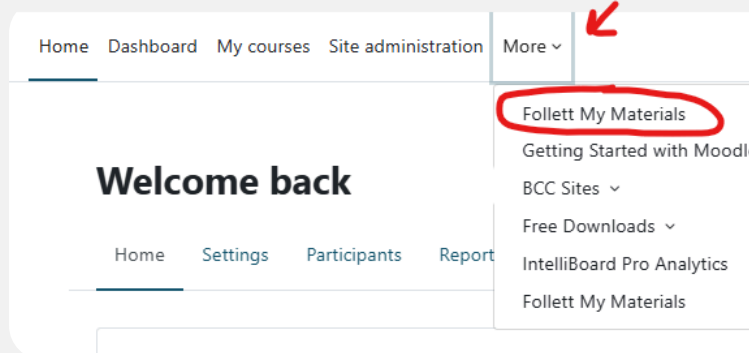 Home Dashboard My courses Site administration More
Follett My Materials
Getting Started with Moodl
BCC Sites
Welcome back
Free Downloads
Home Settings Participants Report
IntelliBoard Pro Analytics
Follett My Materials